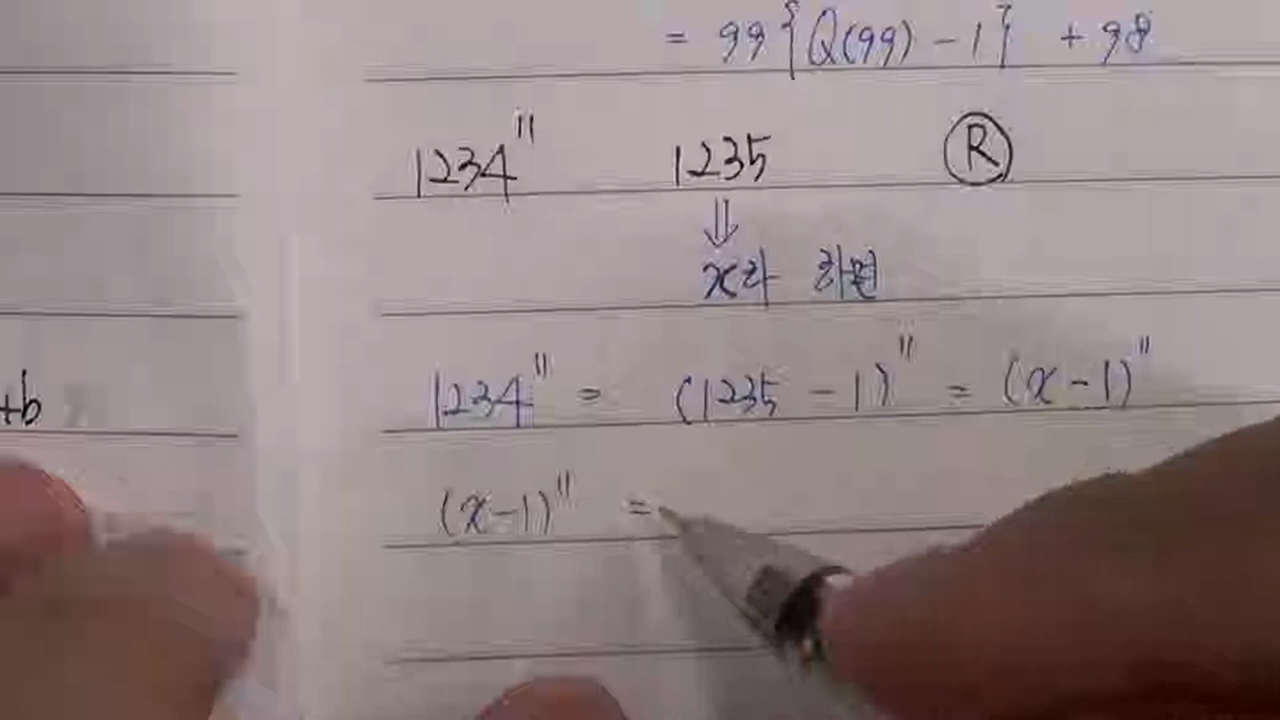 = 99{Q(99) - 1} + 98
1234¹¹ 1235 Ⓡ
⇓
x라 하면
+b
1234¹¹ = (1235 - 1)¹¹ = (x - 1)¹¹
(x - 1)¹¹ =